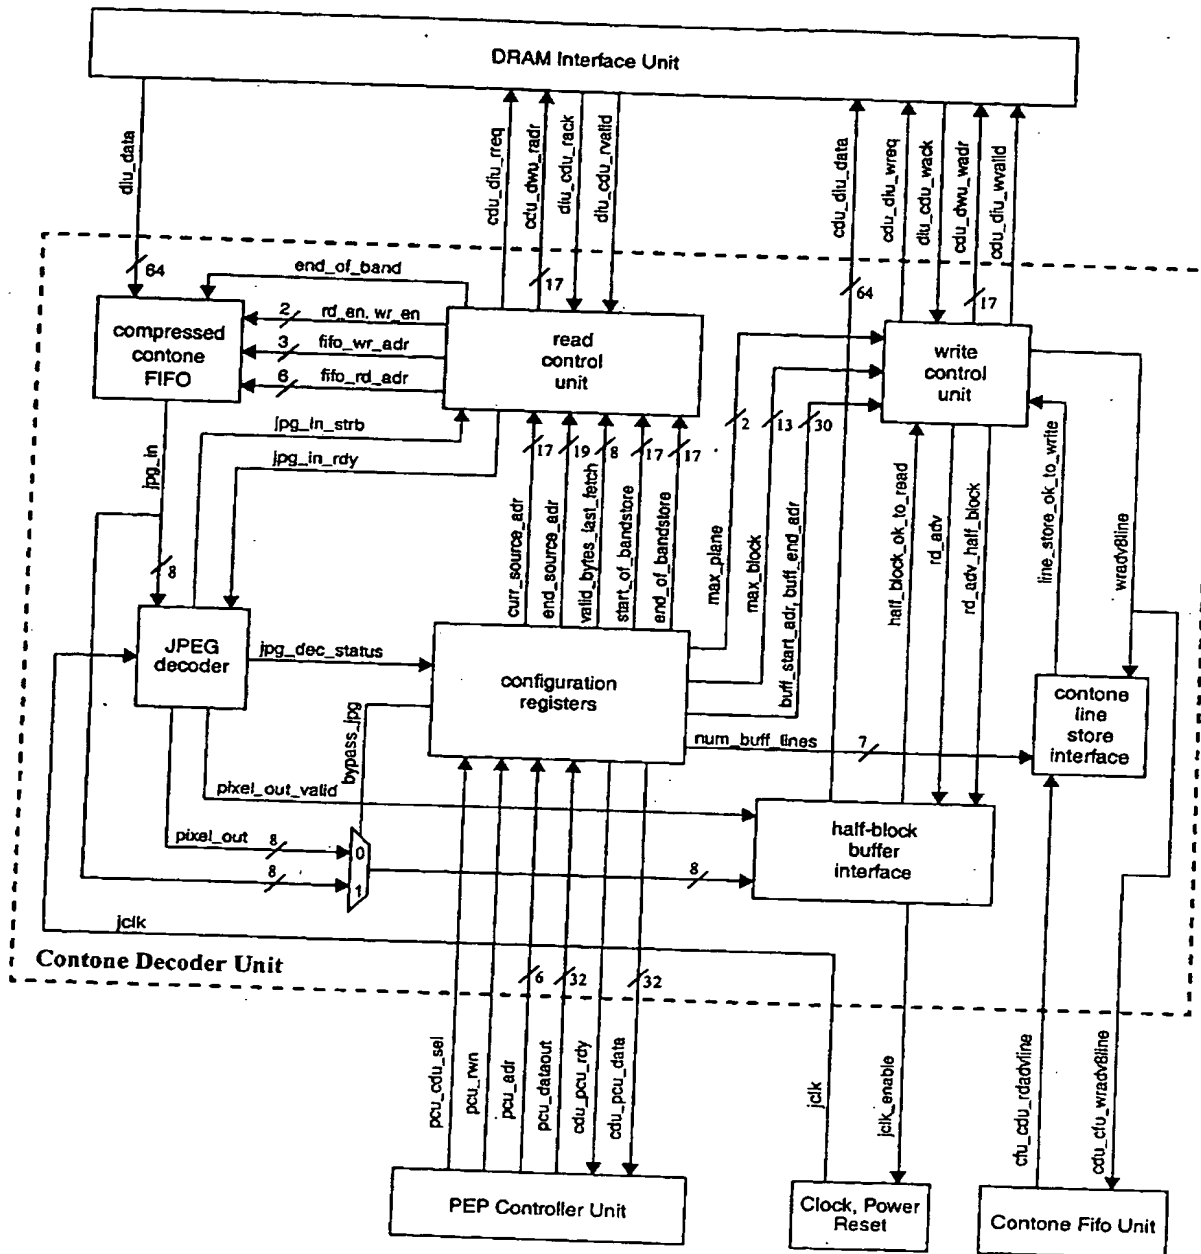 DRAM Interface Unit
diu_data
cdu_diu_rreq
cdu_dwu_radr
diu_cdu_rack
diu_cdu_rvalid
cdu_diu_data
cdu_diu_wreq
diu_cdu_wack
cdu_dwu_wadr
cdu_diu_wvalid
64
end_of_band
17
64
17
compressed
contone
FIFO
2
rd_en, wr_en
3
fifo_wr_adr
6
fifo_rd_adr
read
control
unit
write
control
unit
jpg_in
jpg_in_strb
jpg_in_rdy
17
19
8
17
17
2
13
30
8
curr_source_adr
end_source_adr
valid_bytes_last_fetch
start_of_bandstore
end_of_bandstore
max_plane
max_block
buff_start_adr, buff_end_adr
half_block_ok_to_read
rd_adv
rd_adv_half_block
line_store_ok_to_write
wradv8line
JPEG
decoder
jpg_dec_status
configuration
registers
contone
line
store
interface
bypass_jpg
num_buff_lines
7
pixel_out_valid
pixel_out
8
0
8
1
8
half-block
buffer
interface
jclk
Contone Decoder Unit
6
32
32
pcu_cdu_sel
pcu_rwn
pcu_adr
pcu_dataout
cdu_pcu_rdy
cdu_pcu_data
jclk
jclk_enable
cfu_cdu_rdadvline
cdu_cfu_wradv8line
PEP Controller Unit
Clock, Power
Reset
Contone Fifo Unit